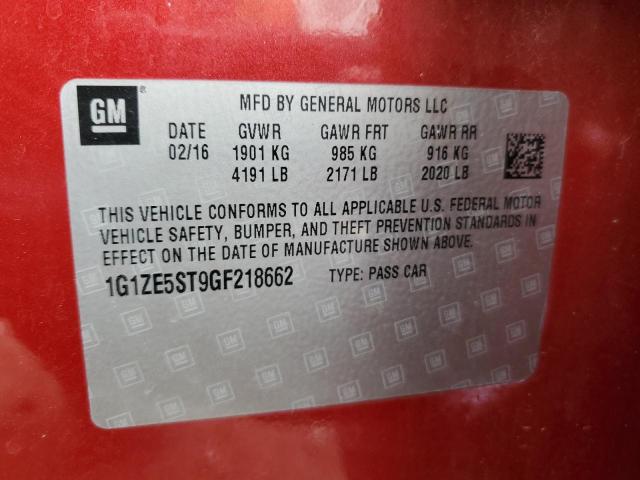 GM ®
MFD BY GENERAL MOTORS LLC
DATE GVWR GAWR FRT GAWR RR
02/16 1901 KG 985 KG 916 KG
4191 LB 2171 LB 2020 LB
THIS VEHICLE CONFORMS TO ALL APPLICABLE U.S. FEDERAL MOTOR
VEHICLE SAFETY, BUMPER, AND THEFT PREVENTION STANDARDS IN
EFFECT ON THE DATE OF MANUFACTURE SHOWN ABOVE.
1G1ZE5ST9GF218662 TYPE: PASS CAR